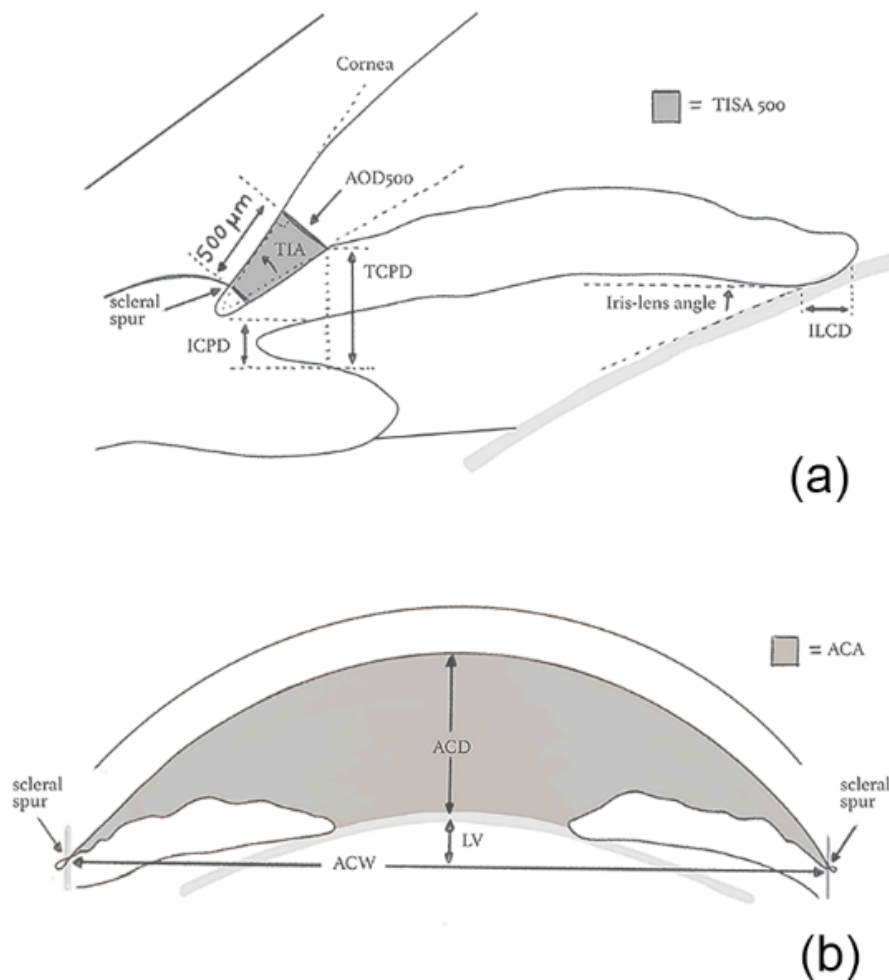 Cornea
= TISA 500
AOD500
500 µm
TIA
TCPD
scleral
spur
Iris-lens angle
ICPD
ILCD
(a)
= ACA
ACD
scleral
spur
scleral
spur
LV
ACW
(b)